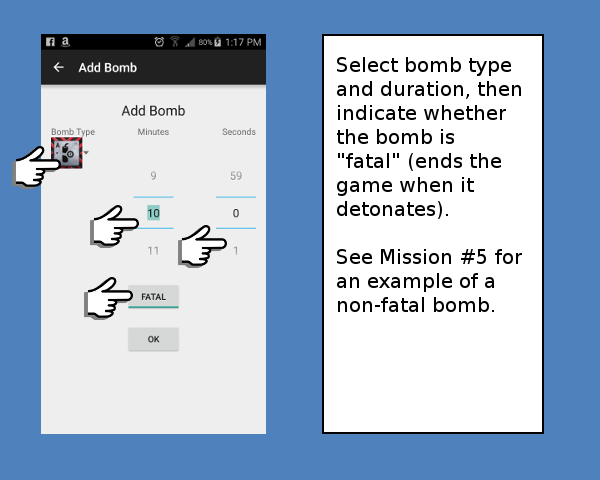 80% 1:17 PM
Add Bomb
Add Bomb
Bomb Type Minutes Seconds
9 59
10 0
11 1
FATAL
OK
Select bomb type
and duration, then
indicate whether
the bomb is
"fatal" (ends the
game when it
detonates).
See Mission #5 for
an example of a
non-fatal bomb.